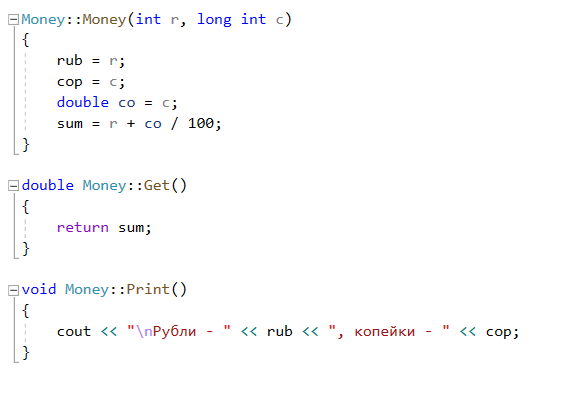 Money::Money(int r, long int c)
{
    rub = r;
    cop = c;
    double co = c;
    sum = r + co / 100;
}
double Money::Get()
{
    return sum;
}
void Money::Print()
{
    cout << "\nРубли - " << rub << ", копейки - " << cop;
}